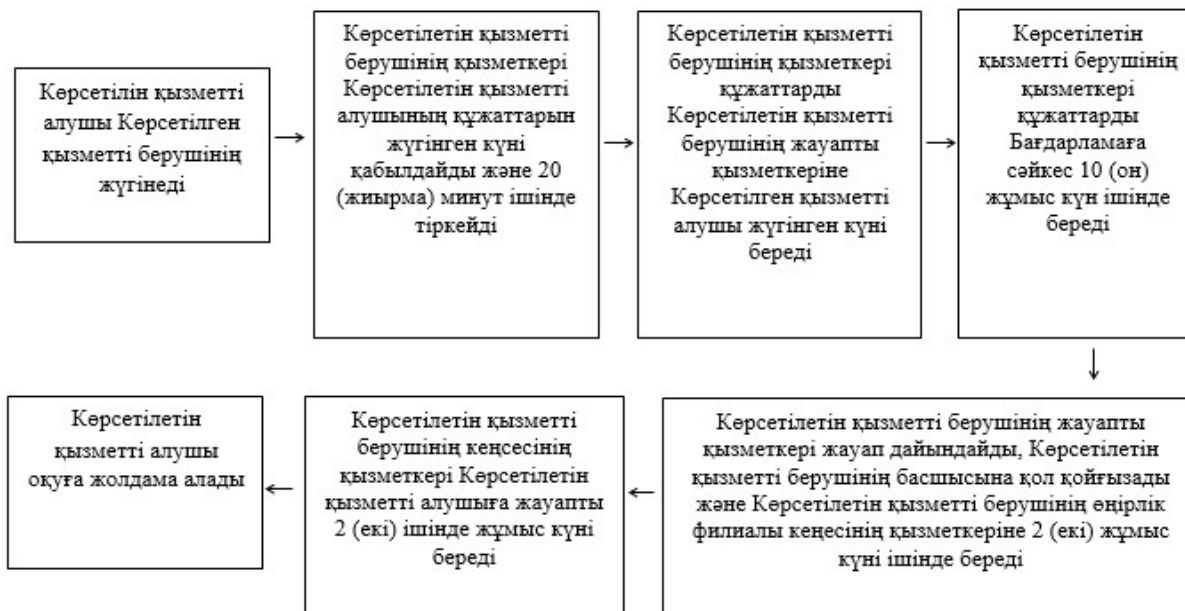 Көрсетілін қызметті
алушы Көрсетілген
қызметті берушінің
жүгінеді
Көрсетілетін қызметті
берушінің қызметкері
Көрсетілетін қызметті
алушының құжаттарын
жүгінген күні
қабылдайды және 20
(жиырма) минут ішінде
тіркейді
Көрсетілетін қызметті
берушінің қызметкері
құжаттарды
Көрсетілетін қызметті
берушінің жауапты
қызметкеріне
Көрсетілген қызметті
алушы жүгінген күні
береді
Көрсетілетін
қызметті берушінің
қызметкері
құжаттарды
Бағдарламаға
сәйкес 10 (он)
жұмыс күн ішінде
береді
Көрсетілетін қызметті берушінің жауапты
қызметкері жауап дайындайды, Көрсетілетін
қызметті берушінің басшысына қол қойғызады
және Көрсетілетін қызметті берушінің өңірлік
филиалы кеңесінің қызметкеріне 2 (екі) жұмыс
күні ішінде береді
Көрсетілетін қызметті
берушінің кеңсесінің
қызметкері Көрсетілетін
қызметті алушыға жауапты
2 (екі) ішінде жұмыс күні
береді
Көрсетілетін
қызметті алушы
оқуға жолдама алады